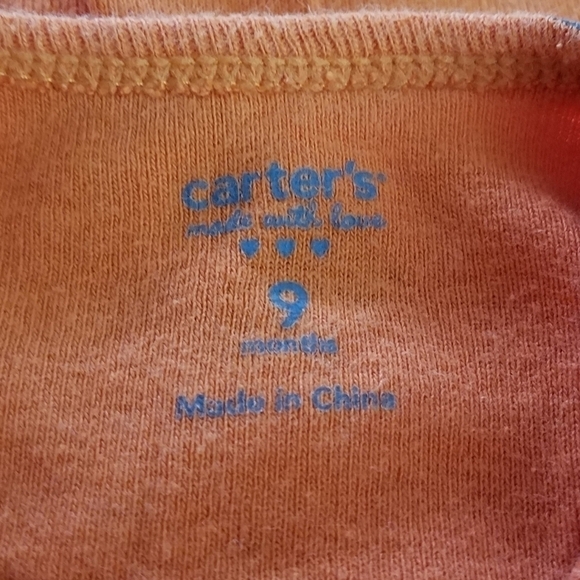 carter's
made with love
♥ ♥ ♥
9
months
Made in China